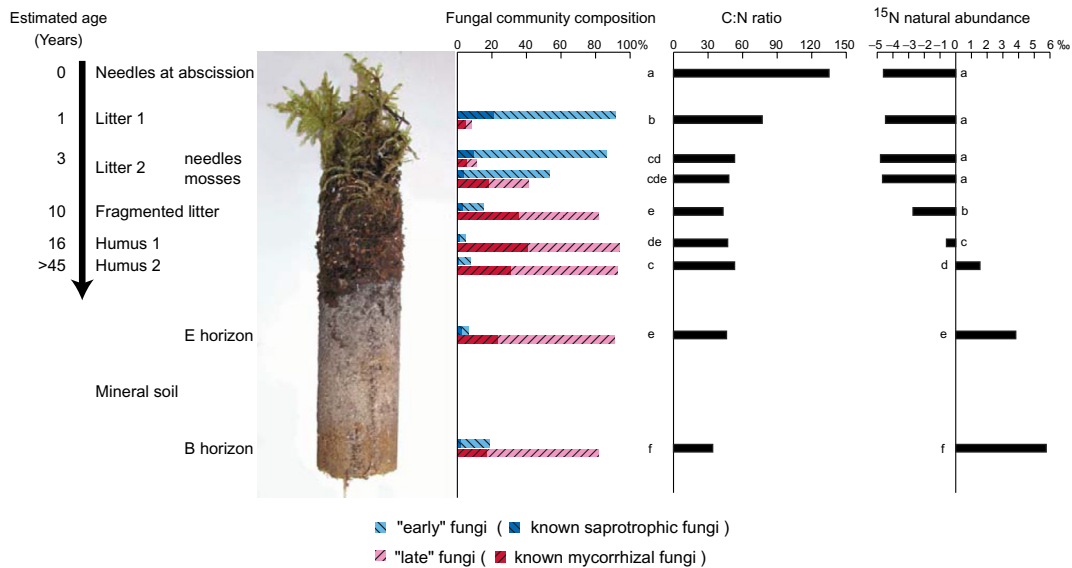 Estimated age
(Years)
Fungal community composition
C:N ratio
15N natural abundance
0 20 40 60 80 100%
0 30 60 90 120 150
–5 –4 –3 –2 –1 0 1 2 3 4 5 6 ‰
0 Needles at abscission a a
1 Litter 1 b a
3 Litter 2 needles cd a
mosses cde a
10 Fragmented litter e b
16 Humus 1 de c
>45 Humus 2 c d
E horizon e e
Mineral soil
B horizon f f
"early" fungi ( known saprotrophic fungi )
"late" fungi ( known mycorrhizal fungi )